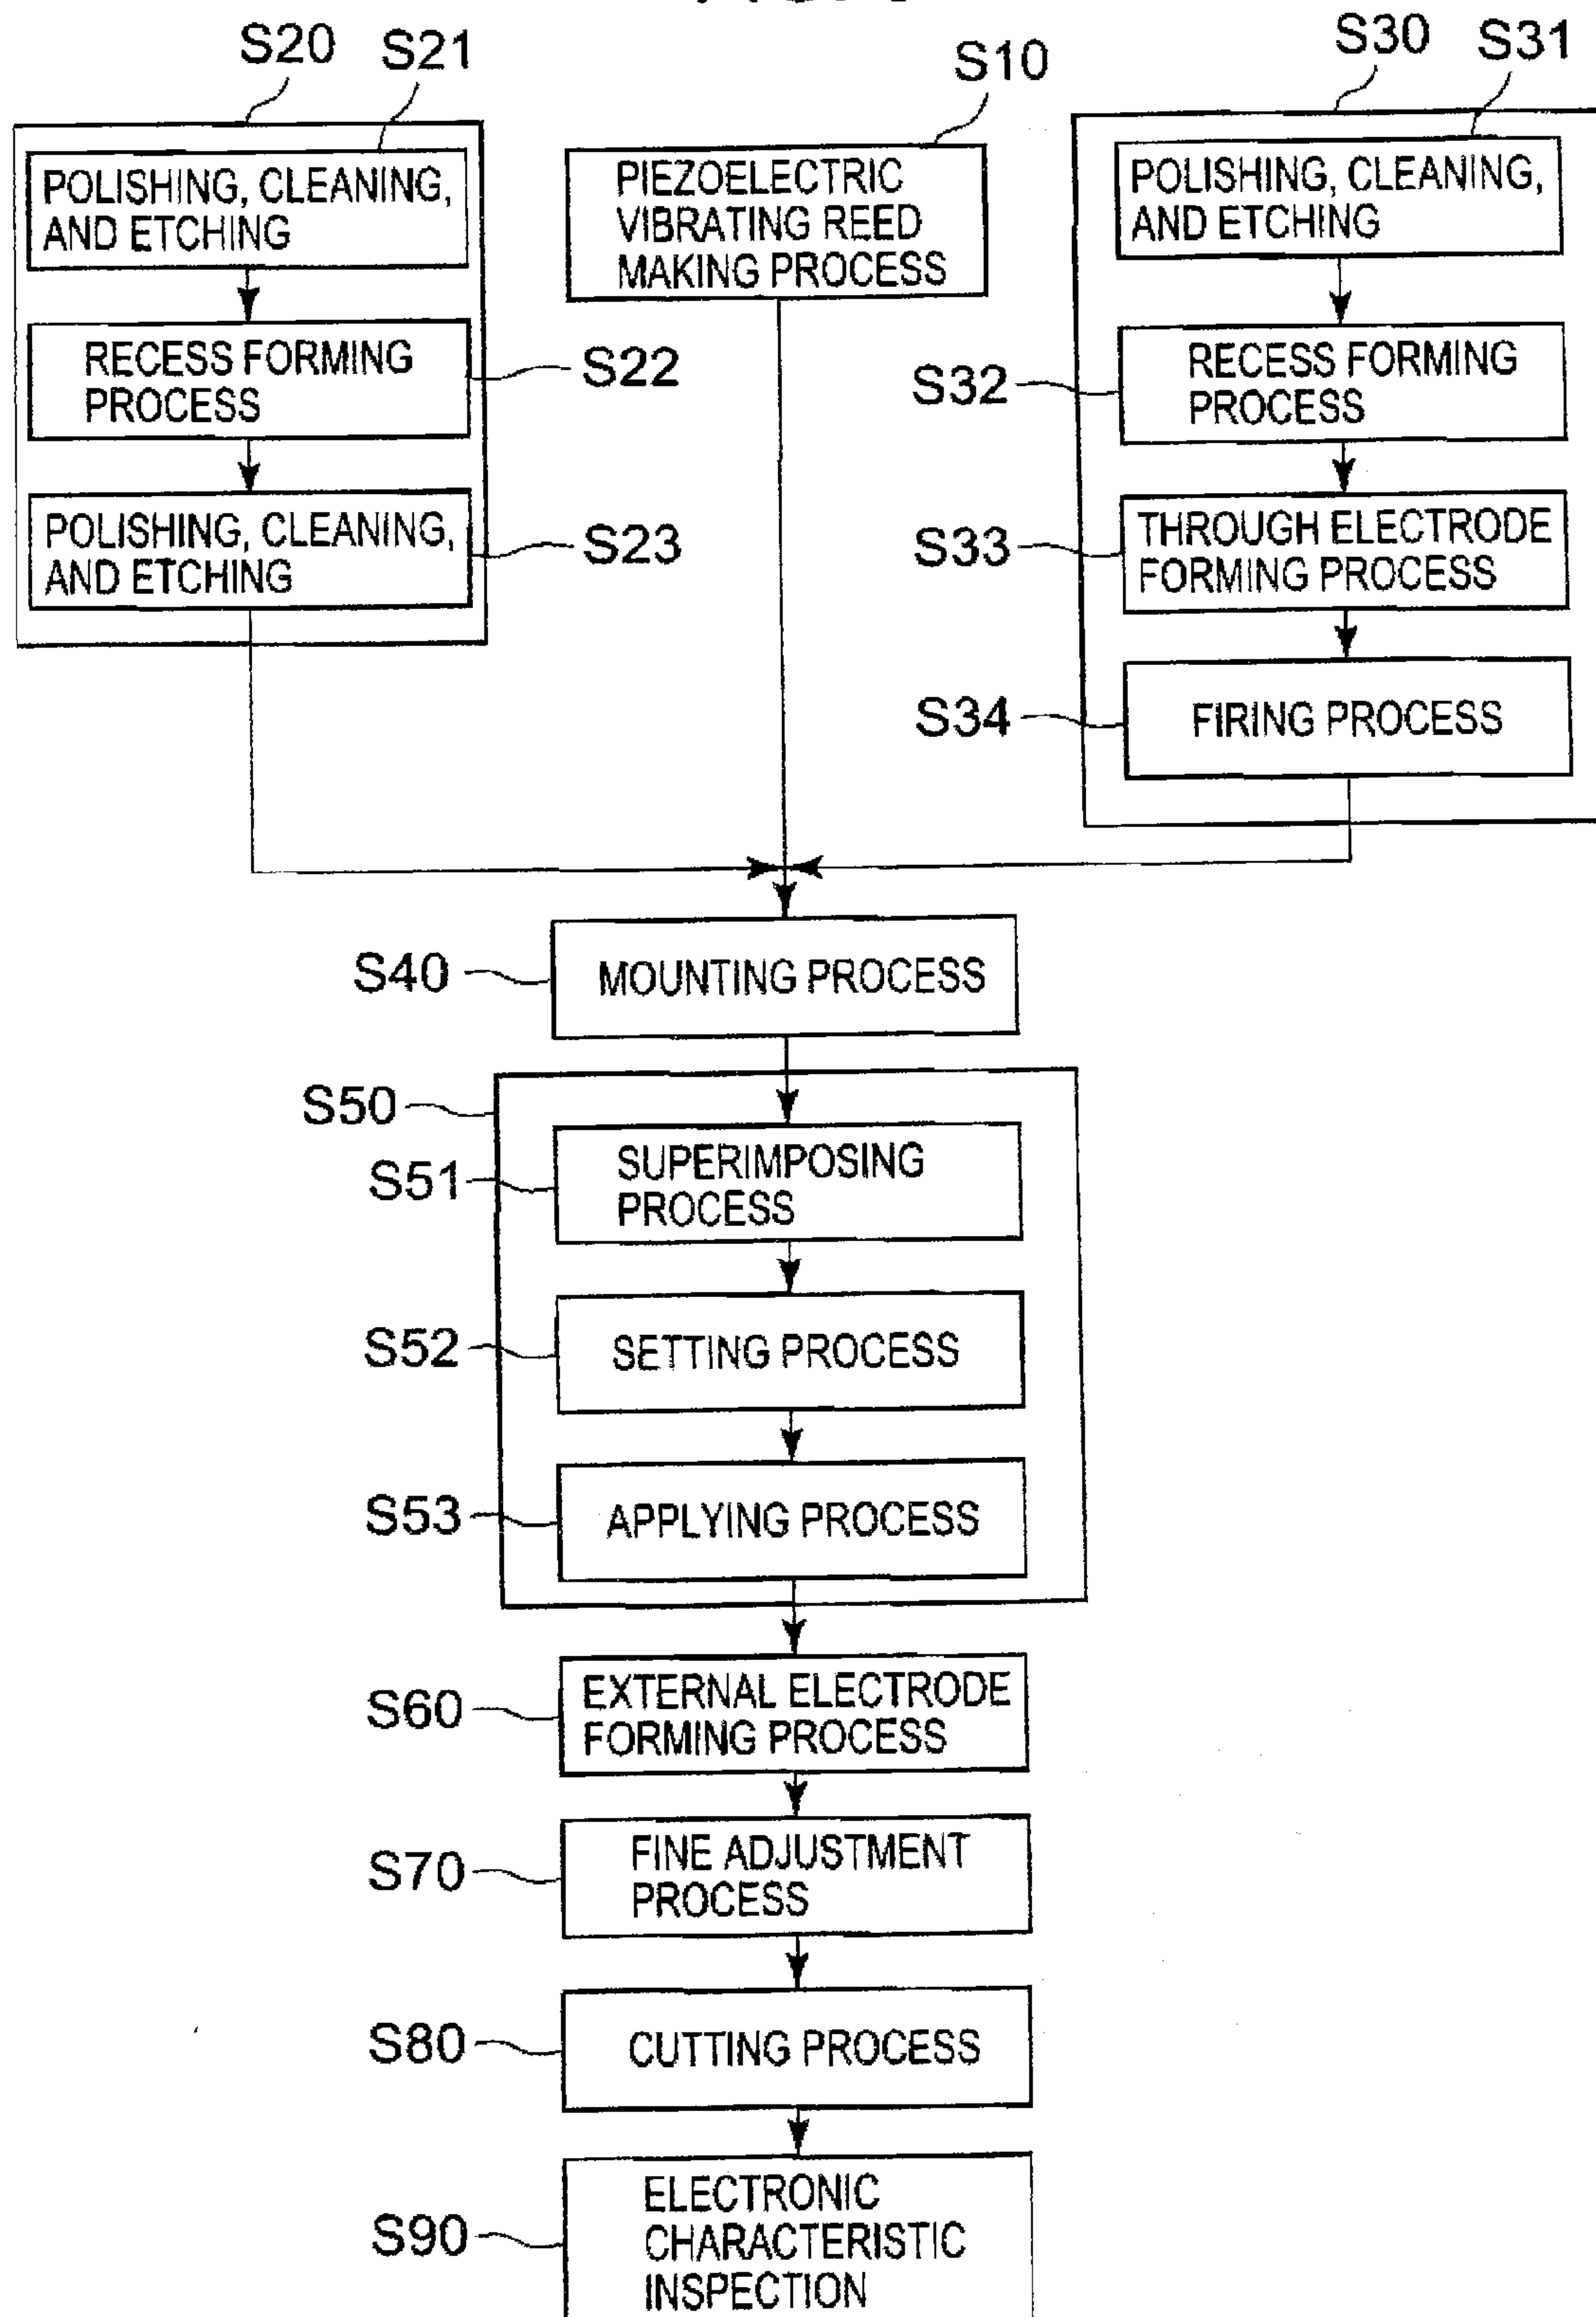 S20
S21
POLISHING, CLEANING,
AND ETCHING
RECESS FORMING
PROCESS
S22
POLISHING, CLEANING,
AND ETCHING
S23
S10
PIEZOELECTRIC
VIBRATING REED
MAKING PROCESS
S30
S31
POLISHING, CLEANING,
AND ETCHING
S32
RECESS FORMING
PROCESS
S33
THROUGH ELECTRODE
FORMING PROCESS
S34
FIRING PROCESS
S40
MOUNTING PROCESS
S50
S51
SUPERIMPOSING
PROCESS
S52
SETTING PROCESS
S53
APPLYING PROCESS
S60
EXTERNAL ELECTRODE
FORMING PROCESS
S70
FINE ADJUSTMENT
PROCESS
S80
CUTTING PROCESS
S90
ELECTRONIC
CHARACTERISTIC
INSPECTION